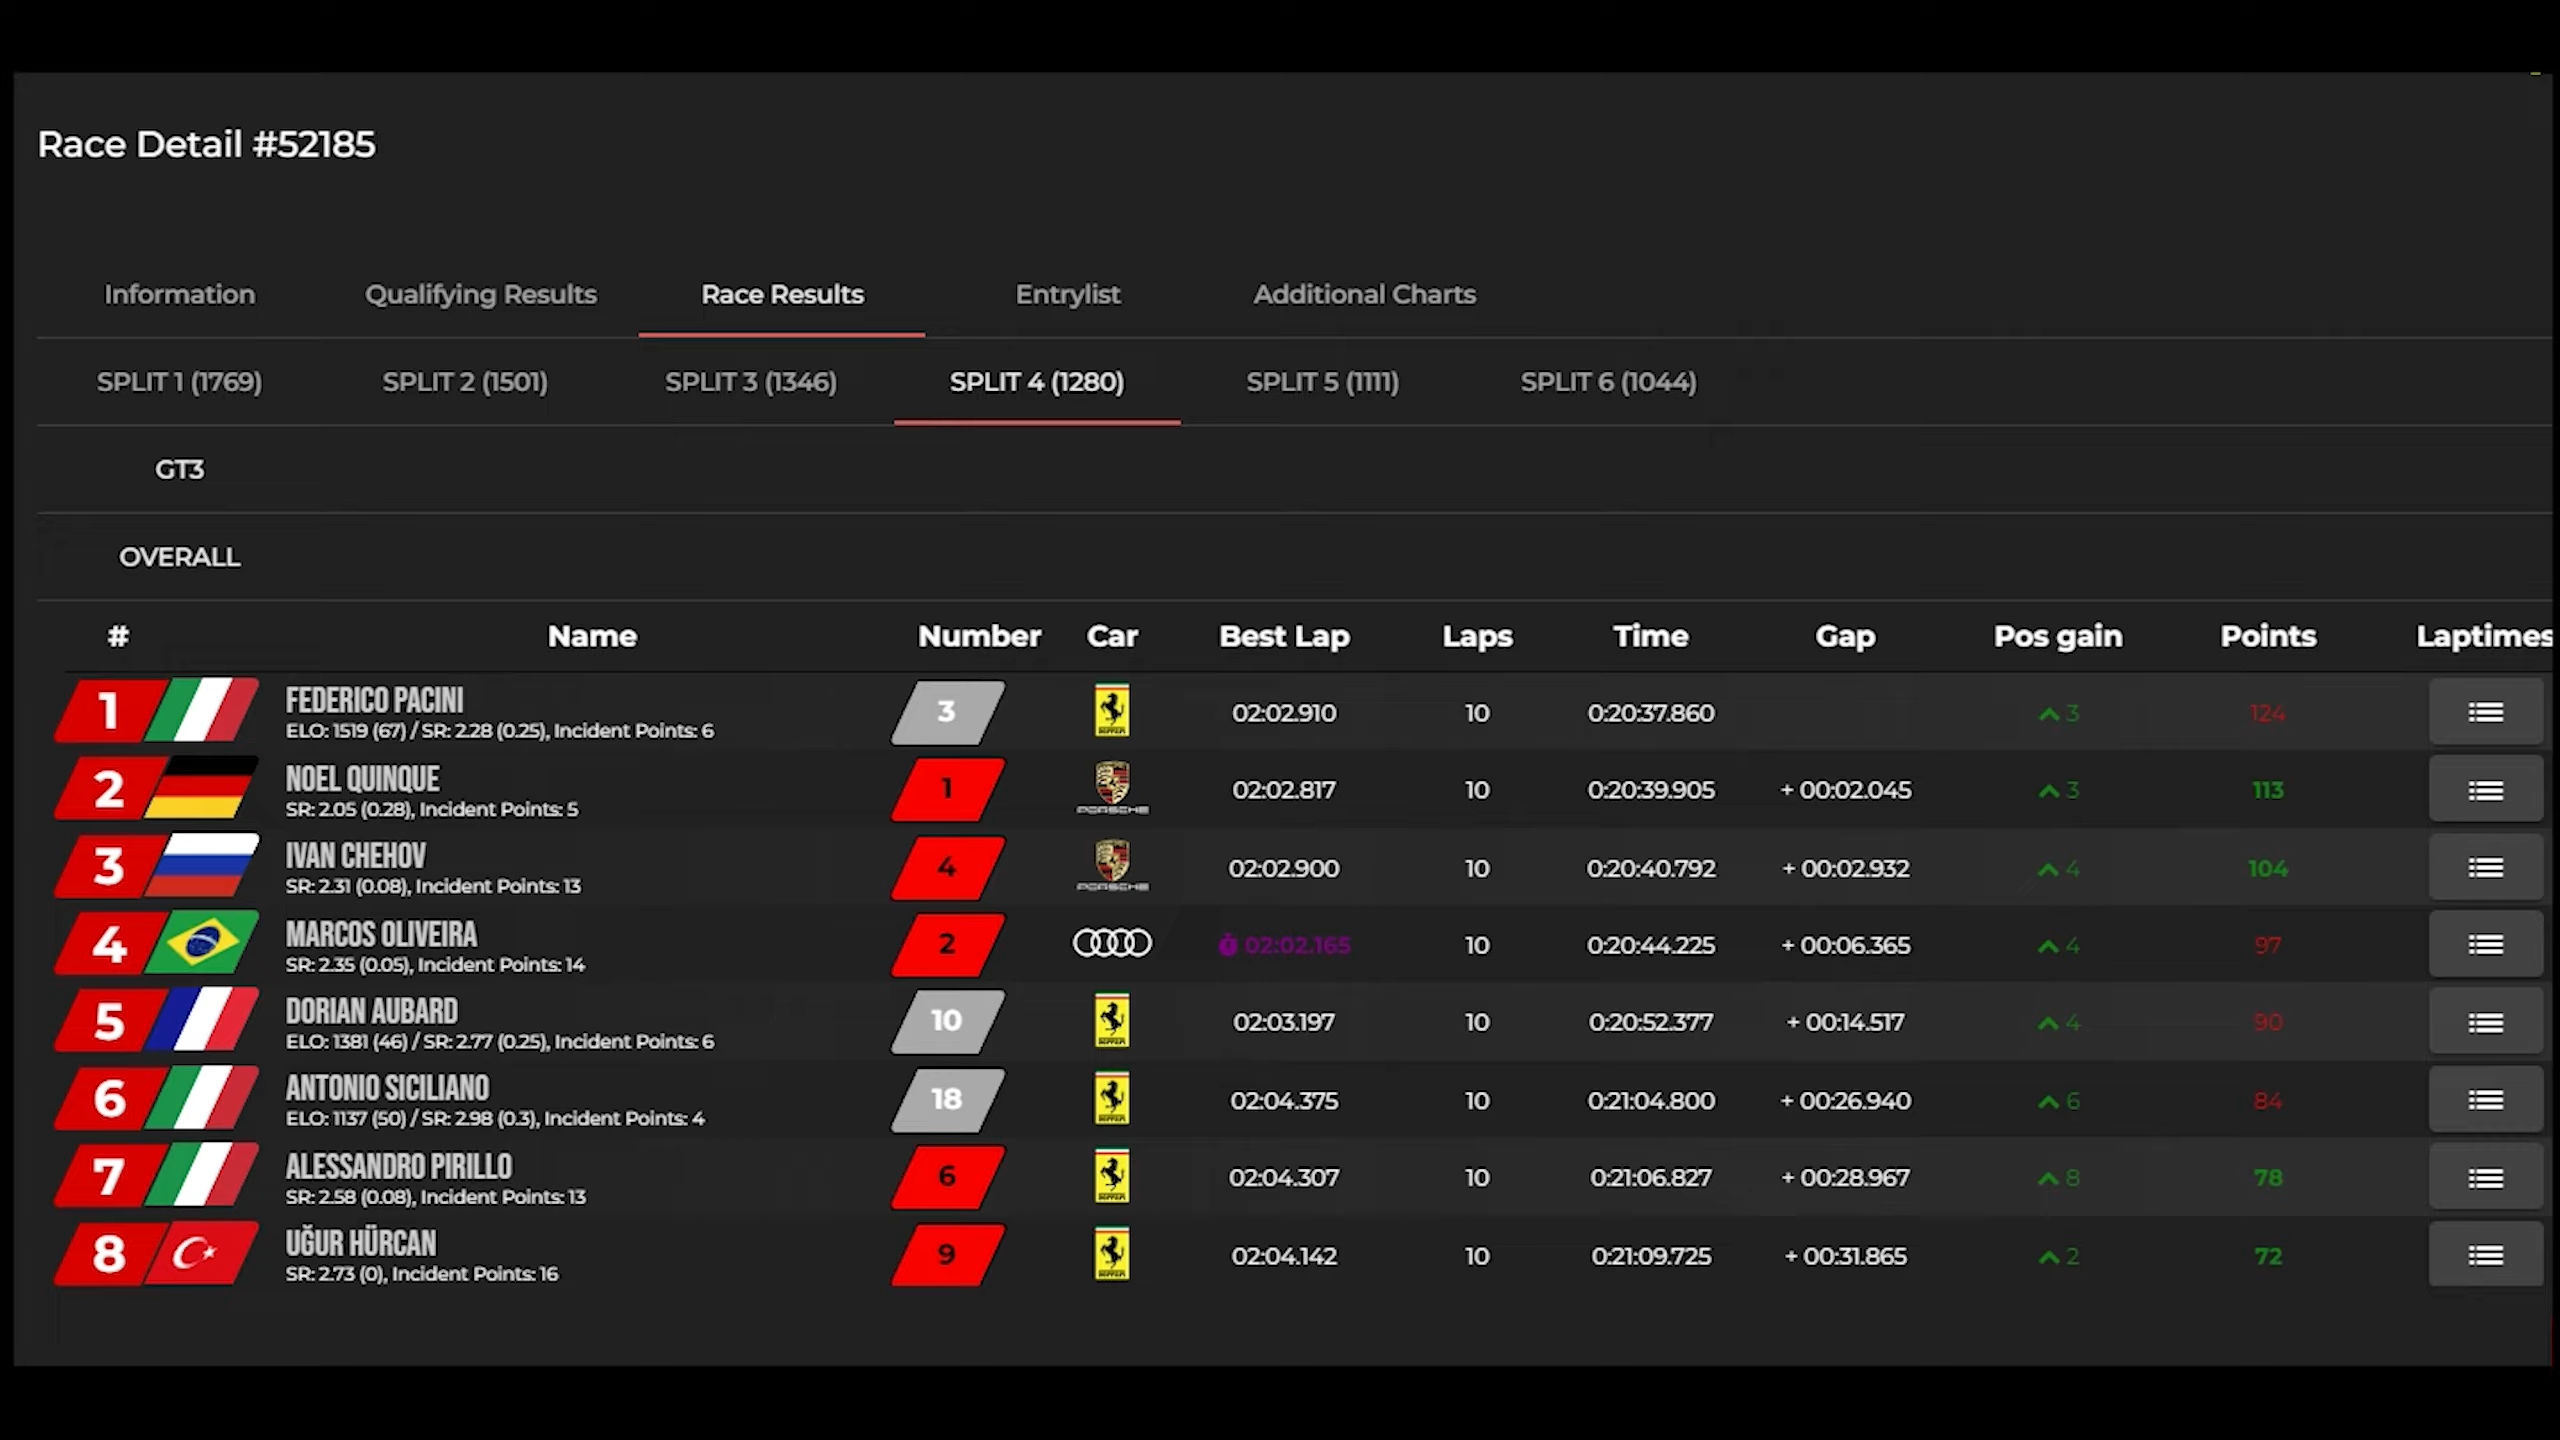 Race Detail #52185
Information Qualifying Results Race Results Entrylist Additional Charts
SPLIT 1 (1769) SPLIT 2 (1501) SPLIT 3 (1346) SPLIT 4 (1280) SPLIT 5 (1111) SPLIT 6 (1044)
GT3
OVERALL
# Name Number Car Best Lap Laps Time Gap Pos gain Points Laptimes
1 FEDERICO PACINI 3 02:02.910 10 0:20:37.860 3 124
ELO: 1519 (67) / SR: 2.28 (0.25), Incident Points: 6
2 NOEL QUINQUE 1 PORSCHE 02:02.817 10 0:20:39.905 + 00:02.045 3 113
SR: 2.05 (0.28), Incident Points: 5
3 IVAN CHEHOV 4 PORSCHE 02:02.900 10 0:20:40.792 + 00:02.932 4 104
SR: 2.31 (0.08), Incident Points: 13
4 MARCOS OLIVEIRA 2 02:02.165 10 0:20:44.225 + 00:06.365 4 97
SR: 2.35 (0.05), Incident Points: 14
5 DORIAN AUBARD 10 02:03.197 10 0:20:52.377 + 00:14.517 4 90
ELO: 1381 (46) / SR: 2.77 (0.25), Incident Points: 6
6 ANTONIO SICILIANO 18 02:04.375 10 0:21:04.800 + 00:26.940 6 84
ELO: 1137 (50) / SR: 2.98 (0.3), Incident Points: 4
7 ALESSANDRO PIRILLO 6 02:04.307 10 0:21:06.827 + 00:28.967 8 78
SR: 2.58 (0.08), Incident Points: 13
8 UĞUR HÜRCAN 9 02:04.142 10 0:21:09.725 + 00:31.865 2 72
SR: 2.73 (0), Incident Points: 16